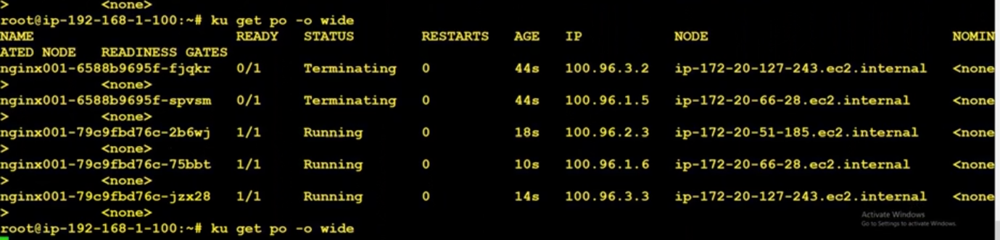 > <none>
root@ip-192-168-1-100:~# ku get po -o wide
NAME READY STATUS RESTARTS AGE IP NODE NOMIN
ATED NODE READINESS GATES
nginx001-6588b9695f-fjqkr 0/1 Terminating 0 44s 100.96.3.2 ip-172-20-127-243.ec2.internal <none
> <none>
nginx001-6588b9695f-spvsm 0/1 Terminating 0 44s 100.96.1.5 ip-172-20-66-28.ec2.internal <none
> <none>
nginx001-79c9fbd76c-2b6wj 1/1 Running 0 18s 100.96.2.3 ip-172-20-51-185.ec2.internal <none
> <none>
nginx001-79c9fbd76c-75bbt 1/1 Running 0 10s 100.96.1.6 ip-172-20-66-28.ec2.internal <none
> <none>
nginx001-79c9fbd76c-jzx28 1/1 Running 0 14s 100.96.3.3 ip-172-20-127-243.ec2.internal <none
> <none>
root@ip-192-168-1-100:~# ku get po -o wide
Activate Windows
Go to Settings to activate Windows.